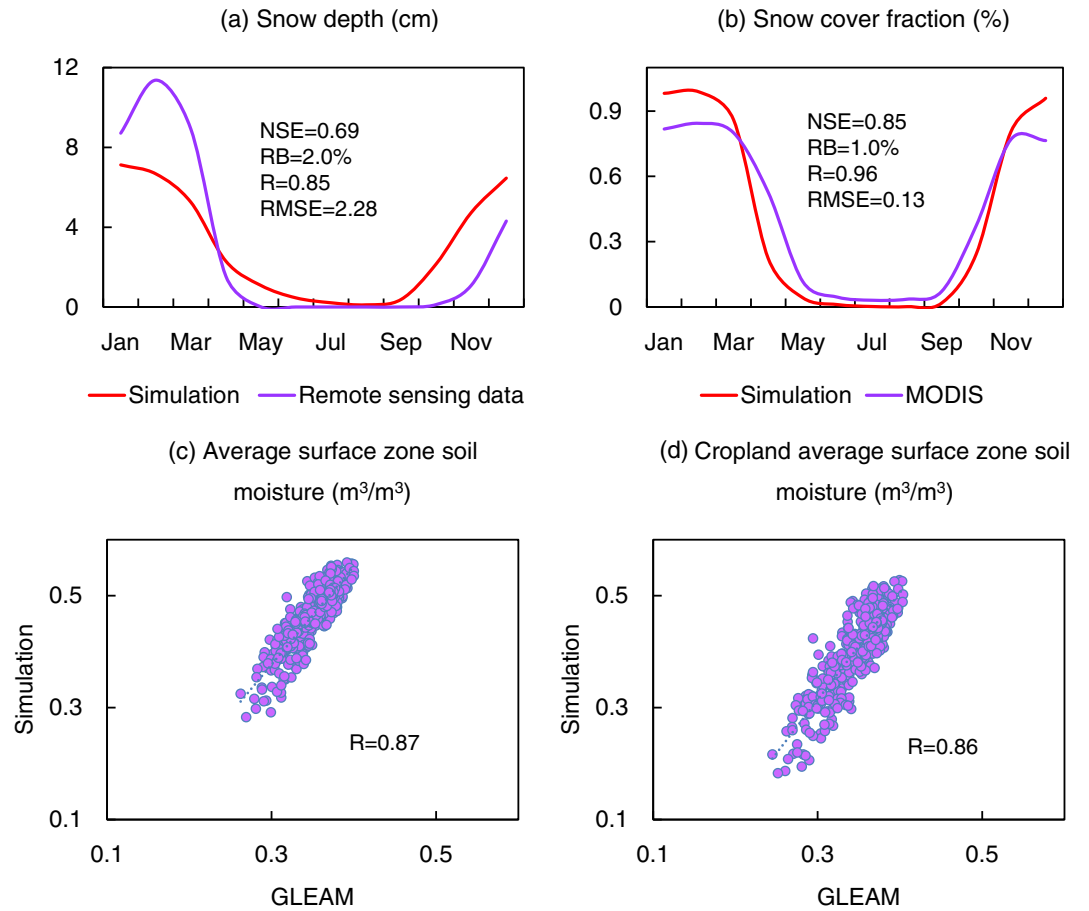 (a) Snow depth (cm)
12
8
4
0
NSE=0.69
RB=2.0%
R=0.85
RMSE=2.28
Jan Mar May Jul Sep Nov
Simulation Remote sensing data
(b) Snow cover fraction (%)
0.9
0.6
0.3
0
NSE=0.85
RB=1.0%
R=0.96
RMSE=0.13
Jan Mar May Jul Sep Nov
Simulation MODIS
(c) Average surface zone soil
moisture (m³/m³)
Simulation
0.5
0.3
0.1
R=0.87
0.1 0.3 0.5
GLEAM
(d) Cropland average surface zone soil
moisture (m³/m³)
Simulation
0.5
0.3
0.1
R=0.86
0.1 0.3 0.5
GLEAM